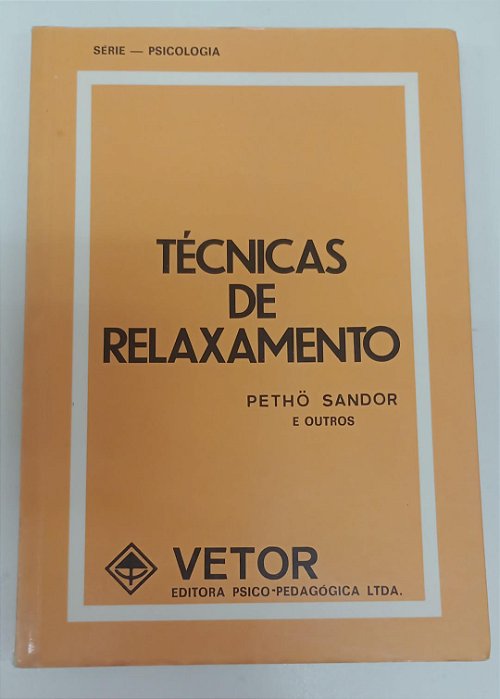 SÉRIE — PSICOLOGIA
TÉCNICAS
DE
RELAXAMENTO
PETHÖ SANDOR
E OUTROS
VETOR
EDITORA PSICO-PEDAGÓGICA LTDA.